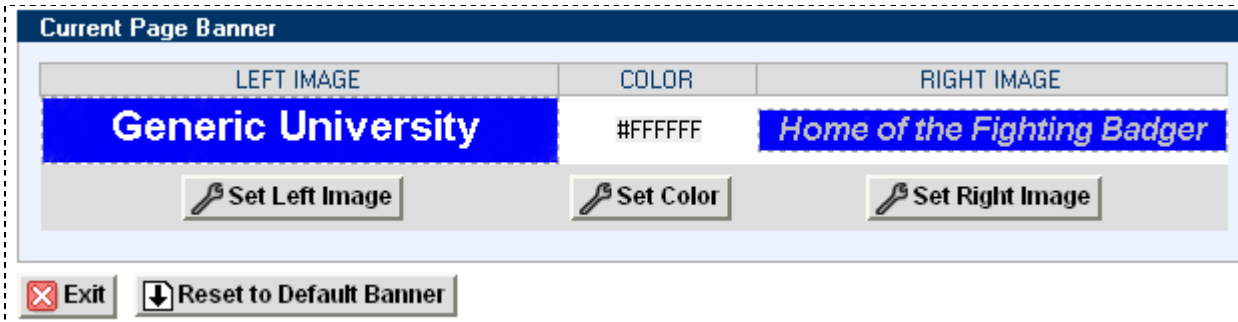 Current Page Banner
LEFT IMAGE COLOR RIGHT IMAGE
Generic University #FFFFFF Home of the Fighting Badger
Set Left Image Set Color Set Right Image
Exit Reset to Default Banner